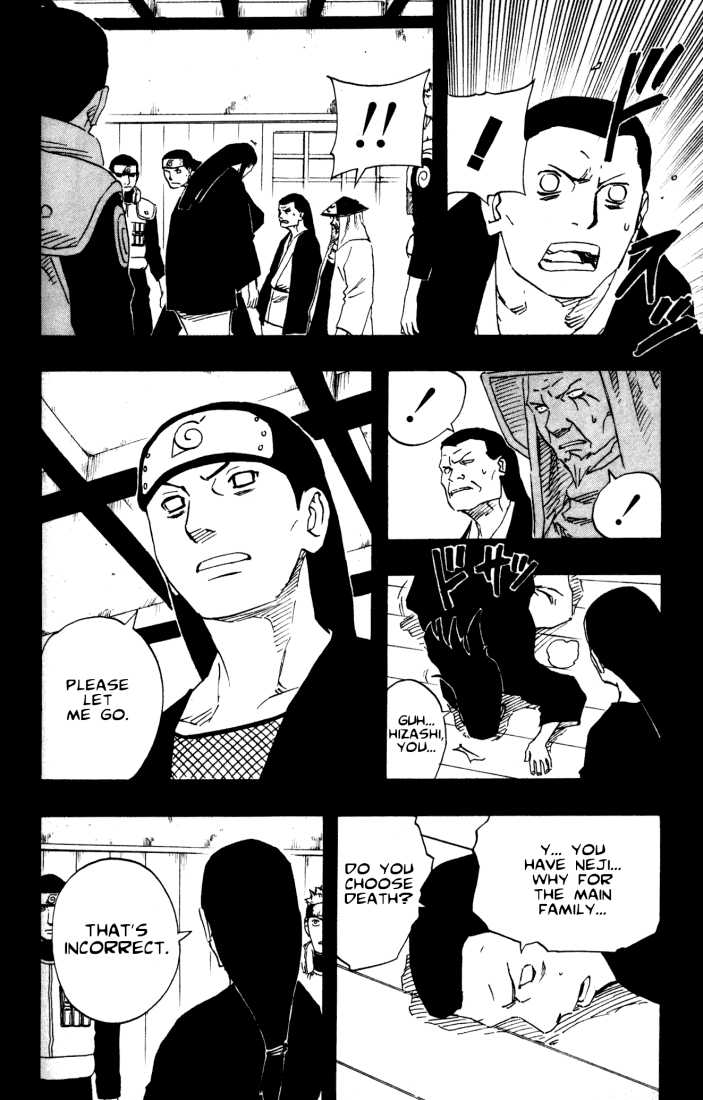 !
ドッ
!!
!
!
PLEASE
LET
ME GO.
ドサッ
GUH...
HIZASHI,
YOU...
Y... YOU
HAVE NEJI...
WHY FOR
THE MAIN
FAMILY...
DO YOU
CHOOSE
DEATH?
THAT'S
INCORRECT.